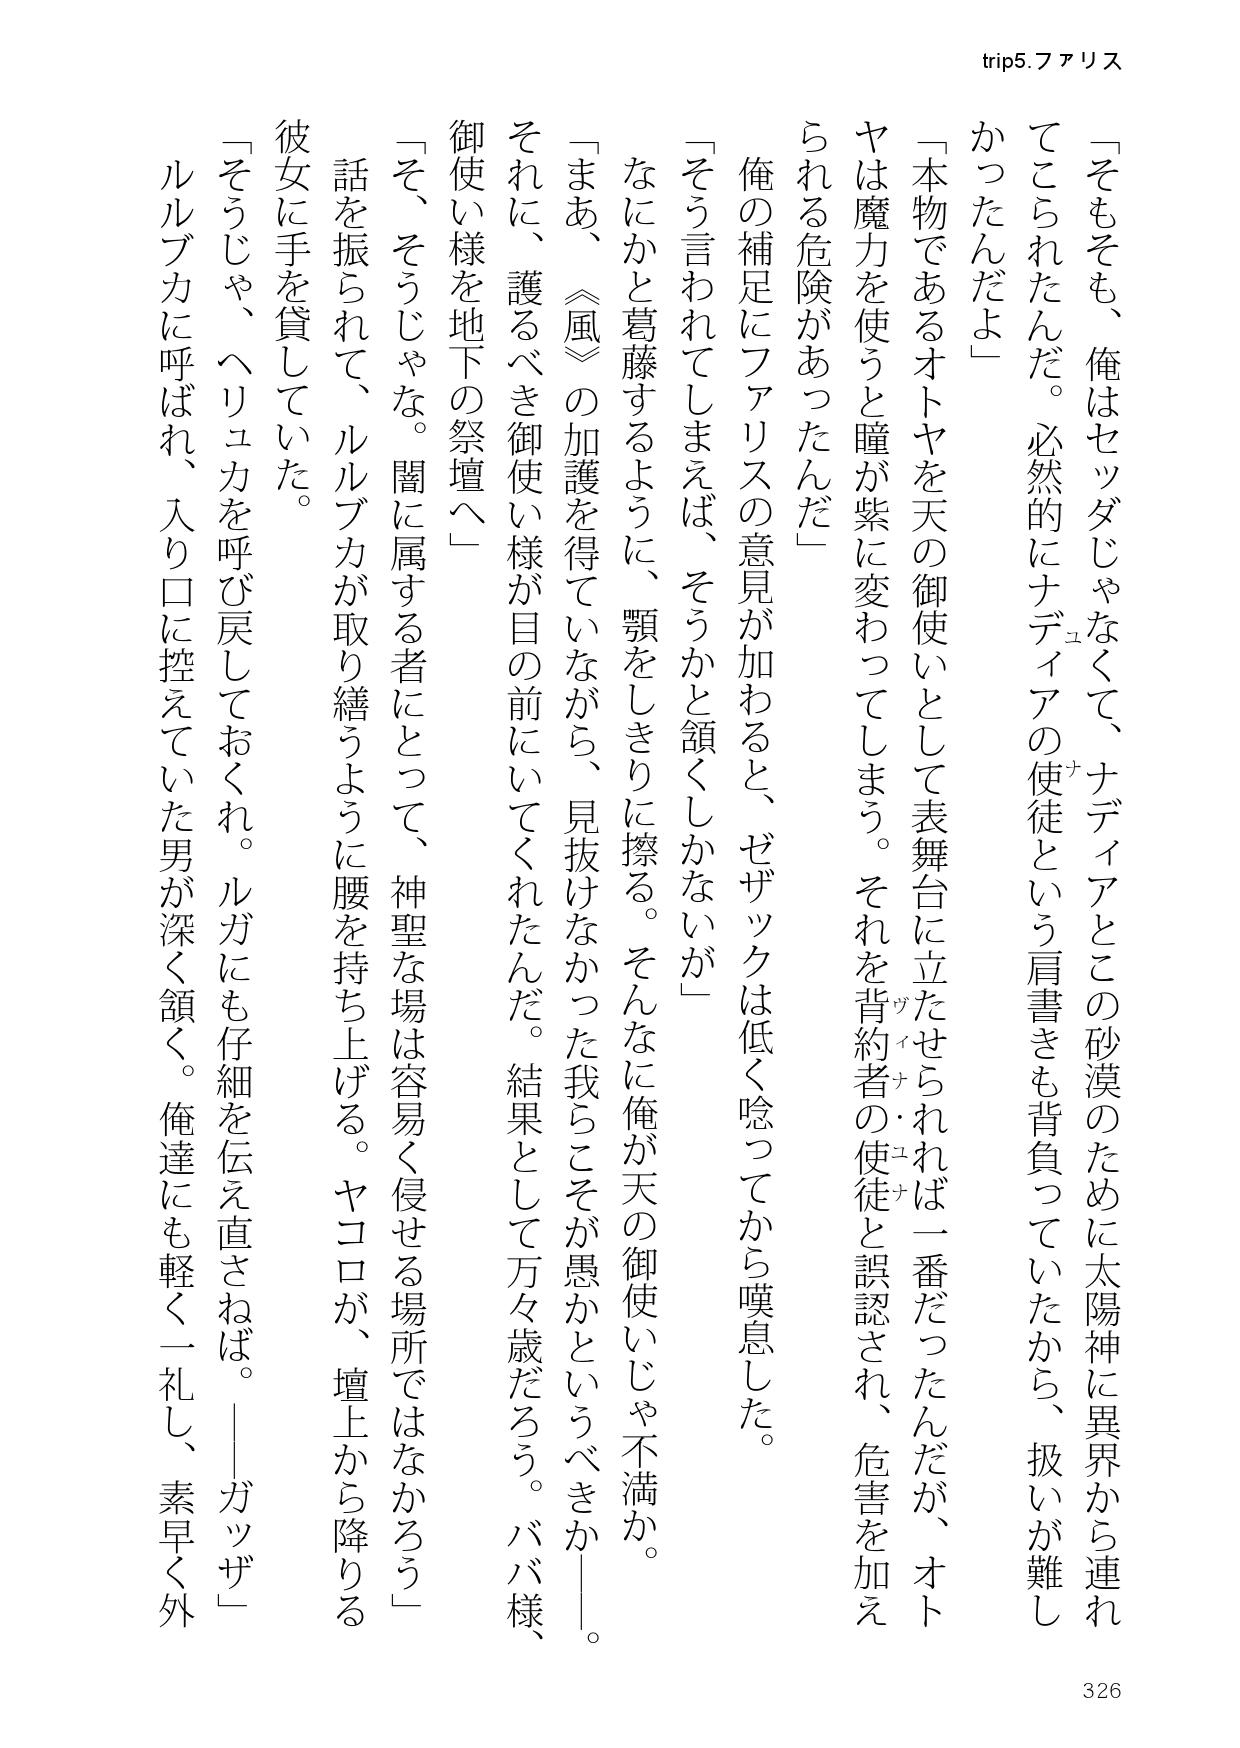 trip5.ファリス
「そもそも、俺はセッダじゃなくて、ナディアとこの砂漠のために太陽神に異界から連れ
てこられたんだ。必然的にナディアの使徒という肩書きも背負っていたから、扱いが難し
ユ　ナ
かったんだよ」
「本物であるオトヤを天の御使いとして表舞台に立たせられれば一番だったんだが、オト
ヤは魔力を使うと瞳が紫に変わってしまう。それを背約者の使徒と誤認され、危害を加え
ヴィナ・ユナ
られる危険があったんだ」
俺の補足にファリスの意見が加わると、ゼザックは低く唸ってから嘆息した。
「そう言われてしまえば、そうかと頷くしかないが」
なにかと葛藤するように、顎をしきりに擦る。そんなに俺が天の御使いじゃ不満か。
「まあ、《風》の加護を得ていながら、見抜けなかった我らこそが愚かというべきか――。
それに、護るべき御使い様が目の前にいてくれたんだ。結果として万々歳だろう。ババ様、
御使い様を地下の祭壇へ」
「そ、そうじゃな。闇に属する者にとって、神聖な場は容易く侵せる場所ではなかろう」
話を振られて、ルルブカが取り繕うように腰を持ち上げる。ヤコロが、壇上から降りる
彼女に手を貸していた。
「そうじゃ、ヘリュカを呼び戻しておくれ。ルガにも仔細を伝え直さねば。――ガッザ」
ルルブカに呼ばれ、入り口に控えていた男が深く頷く。俺達にも軽く一礼し、素早く外
326